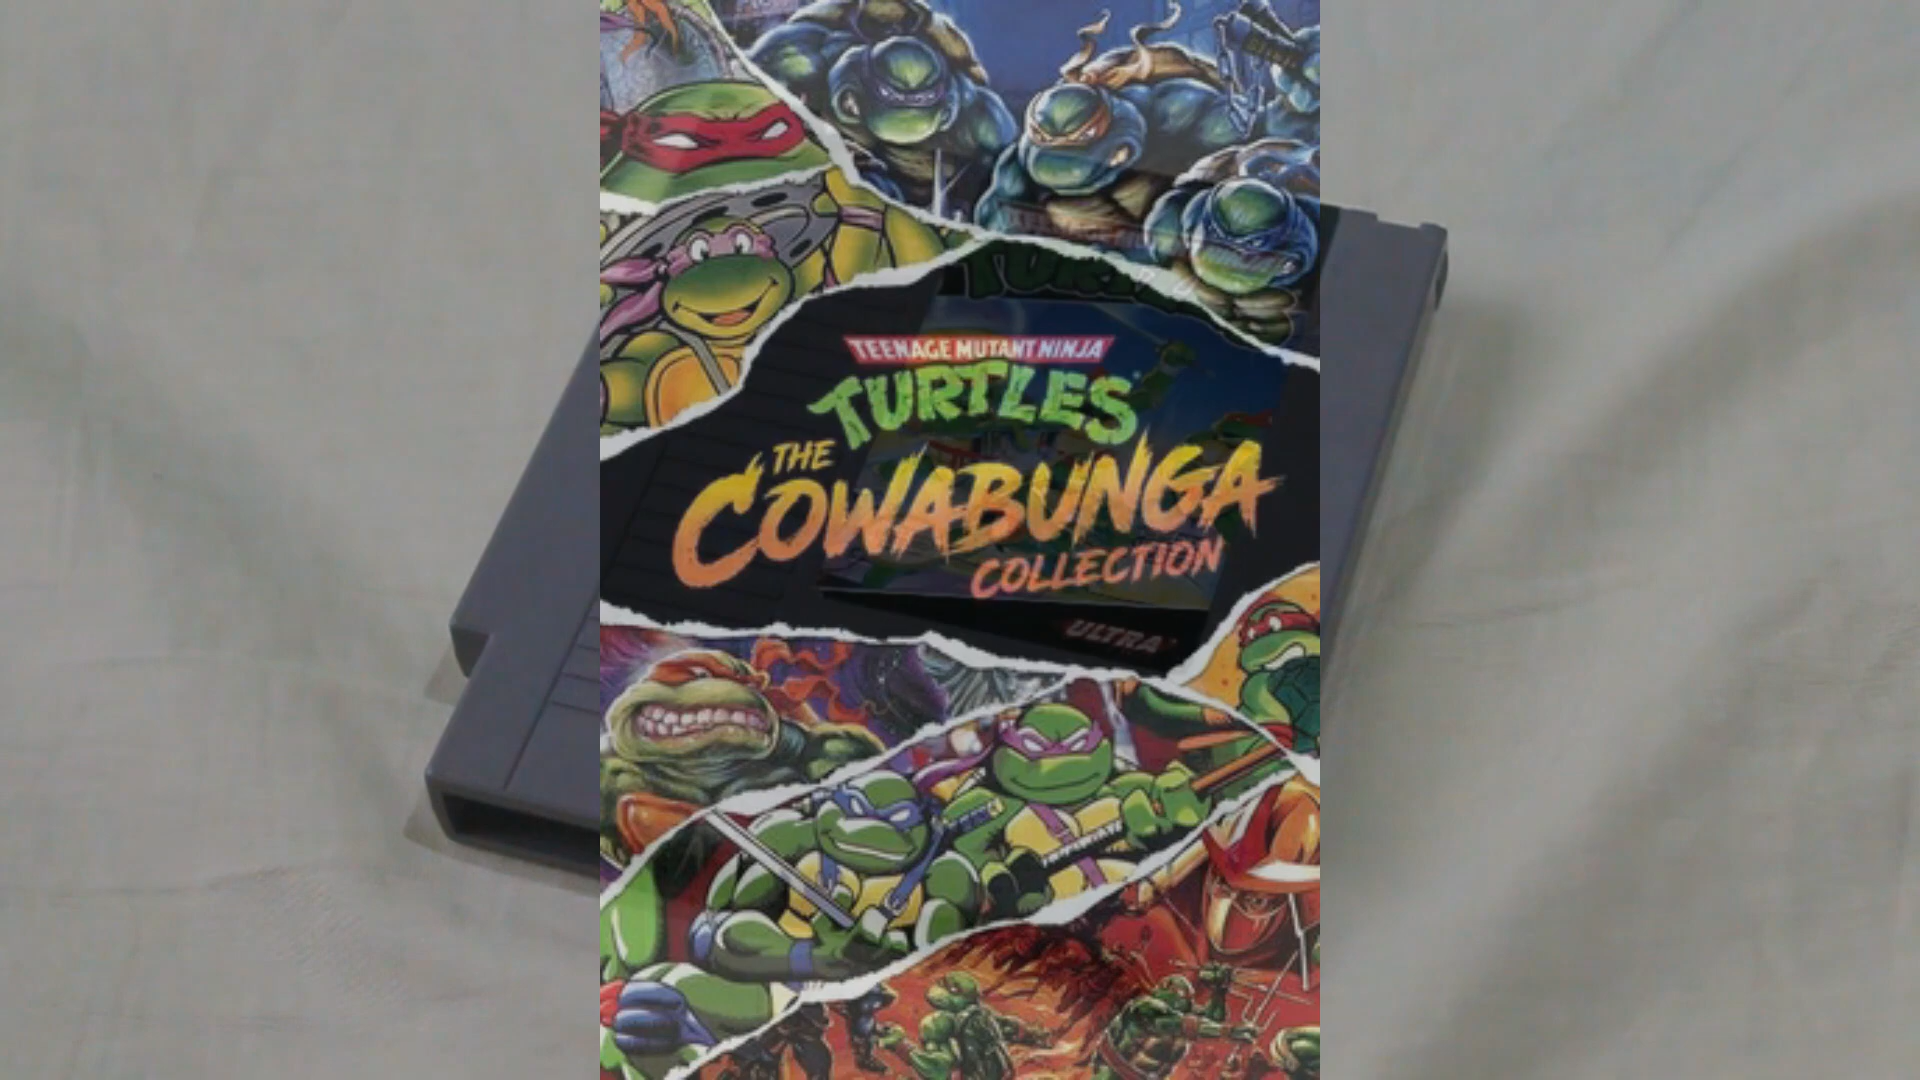 TEENAGE MUTANT NINJA
TURTLES
THE
COWABUNGA
COLLECTION
ULTRA